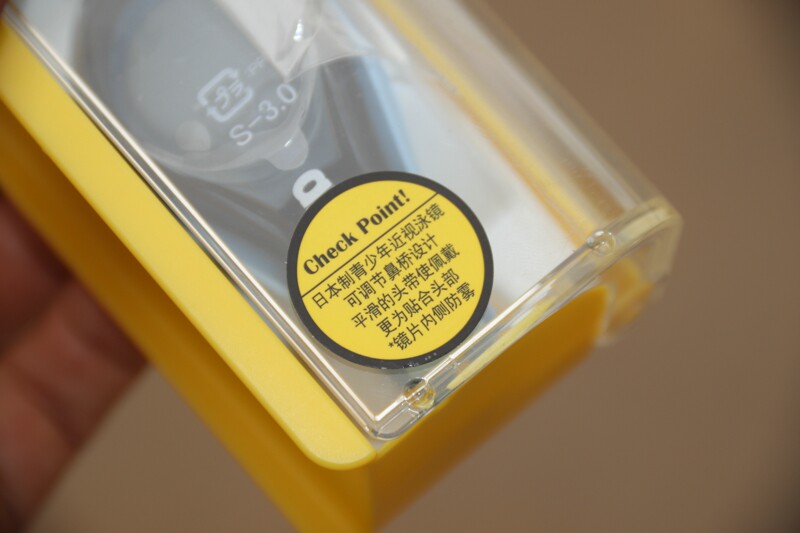 プラ
S-3.0
Check Point!
日本制青少年近视泳镜
可调节鼻桥设计
平滑的头带使佩戴
更为贴合头部
*镜片内侧防雾